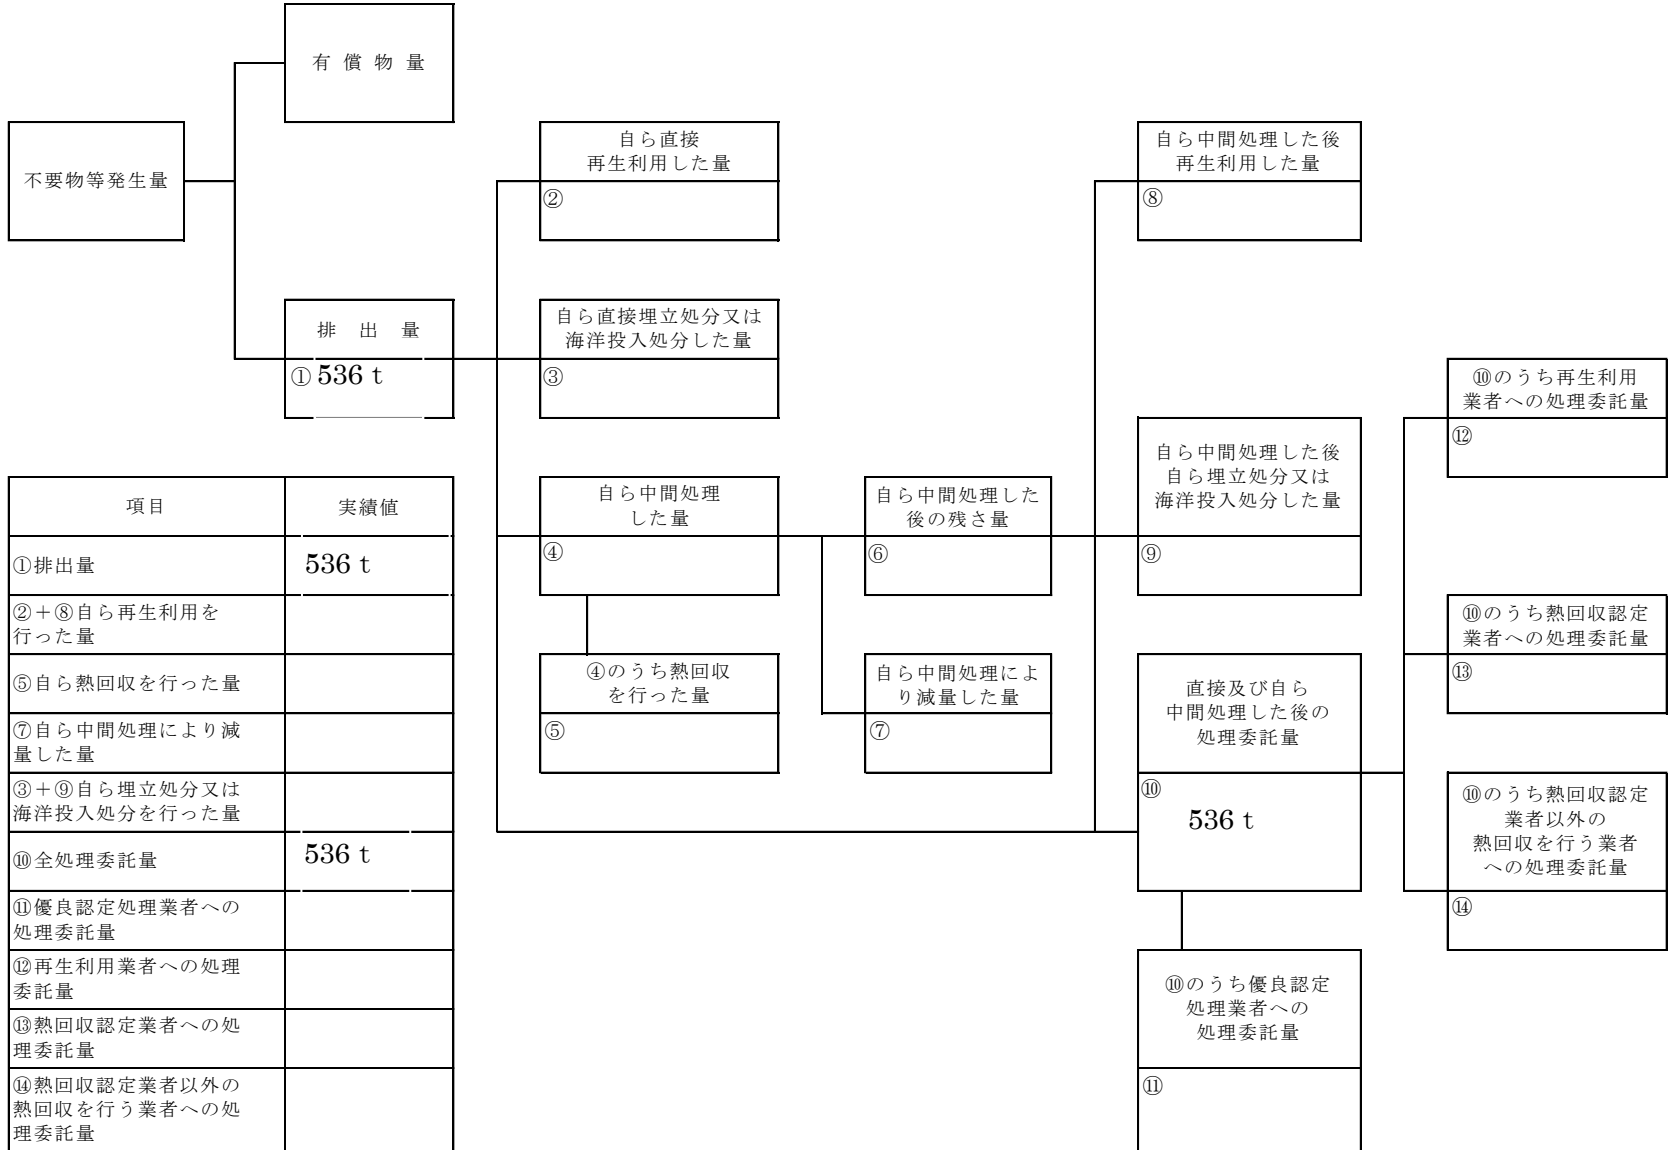 有償物量
不要物等発生量
排出量
①536 t
自ら直接
再生利用した量
②
自ら直接埋立処分又は
海洋投入処分した量
③
自ら中間処理
した量
④
④のうち熱回収
を行った量
⑤
自ら中間処理した
後の残さ量
⑥
自ら中間処理によ
り減量した量
⑦
自ら中間処理した後
再生利用した量
⑧
自ら中間処理した後
自ら埋立処分又は
海洋投入処分した量
⑨
直接及び自ら
中間処理した後の
処理委託量
⑩
536 t
⑩のうち優良認定
処理業者への
処理委託量
⑪
⑩のうち再生利用
業者への処理委託量
⑫
⑩のうち熱回収認定
業者への処理委託量
⑬
⑩のうち熱回収認定
業者以外の
熱回収を行う業者
への処理委託量
⑭
項目 実績値
①排出量 536 t
②+⑧自ら再生利用を
行った量
⑤自ら熱回収を行った量
⑦自ら中間処理により減
量した量
③+⑨自ら埋立処分又は
海洋投入処分を行った量
⑩全処理委託量 536 t
⑪優良認定処理業者への
処理委託量
⑫再生利用業者への処理
委託量
⑬熱回収認定業者への処
理委託量
⑭熱回収認定業者以外の
熱回収を行う業者への処
理委託量